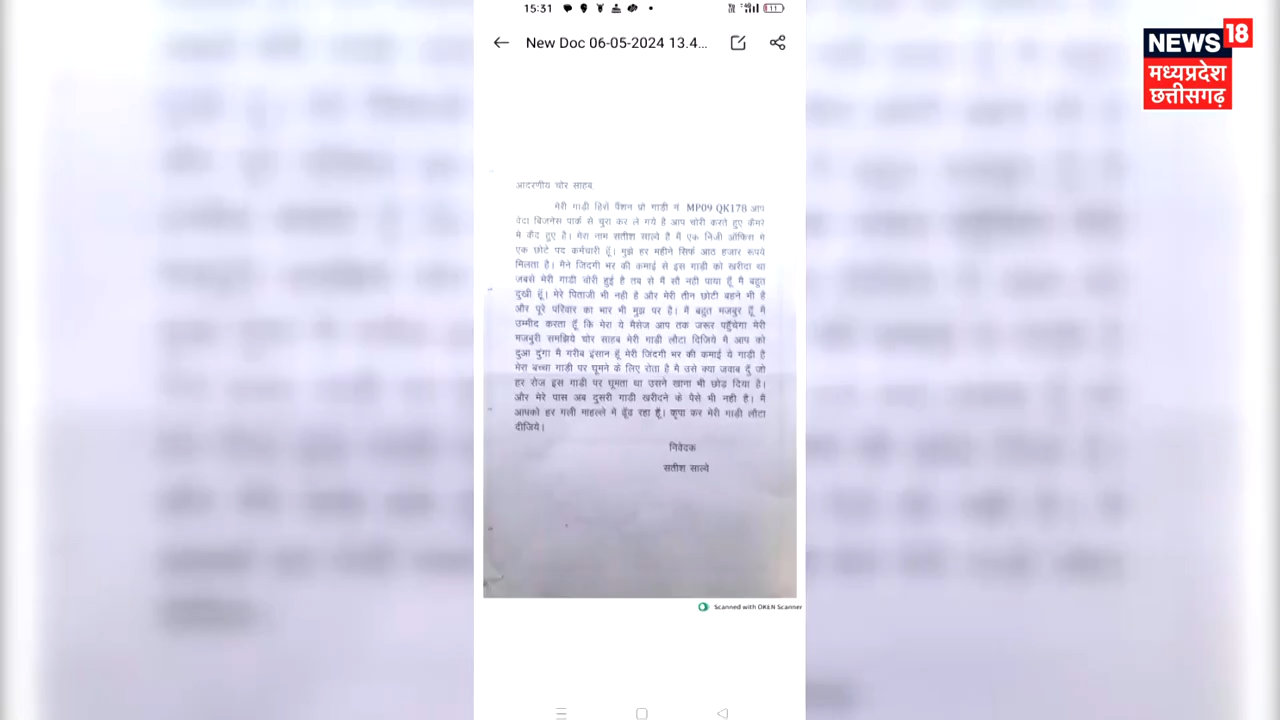 15:31
11
New Doc 06-05-2024 13.4...
NEWS 18
मध्यप्रदेश
छत्तीसगढ़
आदरणीय चोर साहब
मेरी गाडी हिरो पैशन प्रो गाडी नं MP09 QK178 आप
वेदा बिजनेस पार्क से चुरा कर ले गये है आप चोरी करते हुए कैमरे
मे कैद हुए है। मेरा नाम सतीश साल्वे है मैं एक निजी ऑफिस मे
एक छोटे पद कर्मचारी हूँ। मुझे हर महीने सिर्फ आठ हजार रूपये
मिलता है। मैने जिदगी भर की कमाई से इस गाडी को खरीदा था
जबसे मेरी गाडी चोरी हुई है तब से मैं सौ नही पाया हूँ मै बहुत
दुखी हूँ। मेरे पिताजी भी नही है और मेरी तीन छोटी बहने भी है
और पूरे परिवार का भार भी मुझ पर है। मैं बहुत मजबुर हूँ मैं
उम्मीद करता हूँ कि मेरा ये मैसेज आप तक जरूर पहुँचेगा मेरी
मजबुरी समझिये चोर साहब मेरी गाडी लौटा दिजिये मैं आप को
दुआ दुंगा मै गरीब इंसान हूँ मेरी जिंदगी भर की कमाई ये गाडी है
मेरा बच्चा गाडी पर घूमने के लिए रोता है मै उसे क्या जवाब दुँ जो
हर रोज इस गाडी पर घूमता था उसने खाना भी छोड़ दिया है।
और मेरे पास अब दुसरी गाडी खरीदने के पैसे भी नही है। मैं
आपको हर गली माहल्ले में ढूँढ रहा हूँ। कृपा कर मेरी गाडी लौटा
दीजिये।
निवेदक
सतीश साल्वे
Scanned with OKEN Scanner